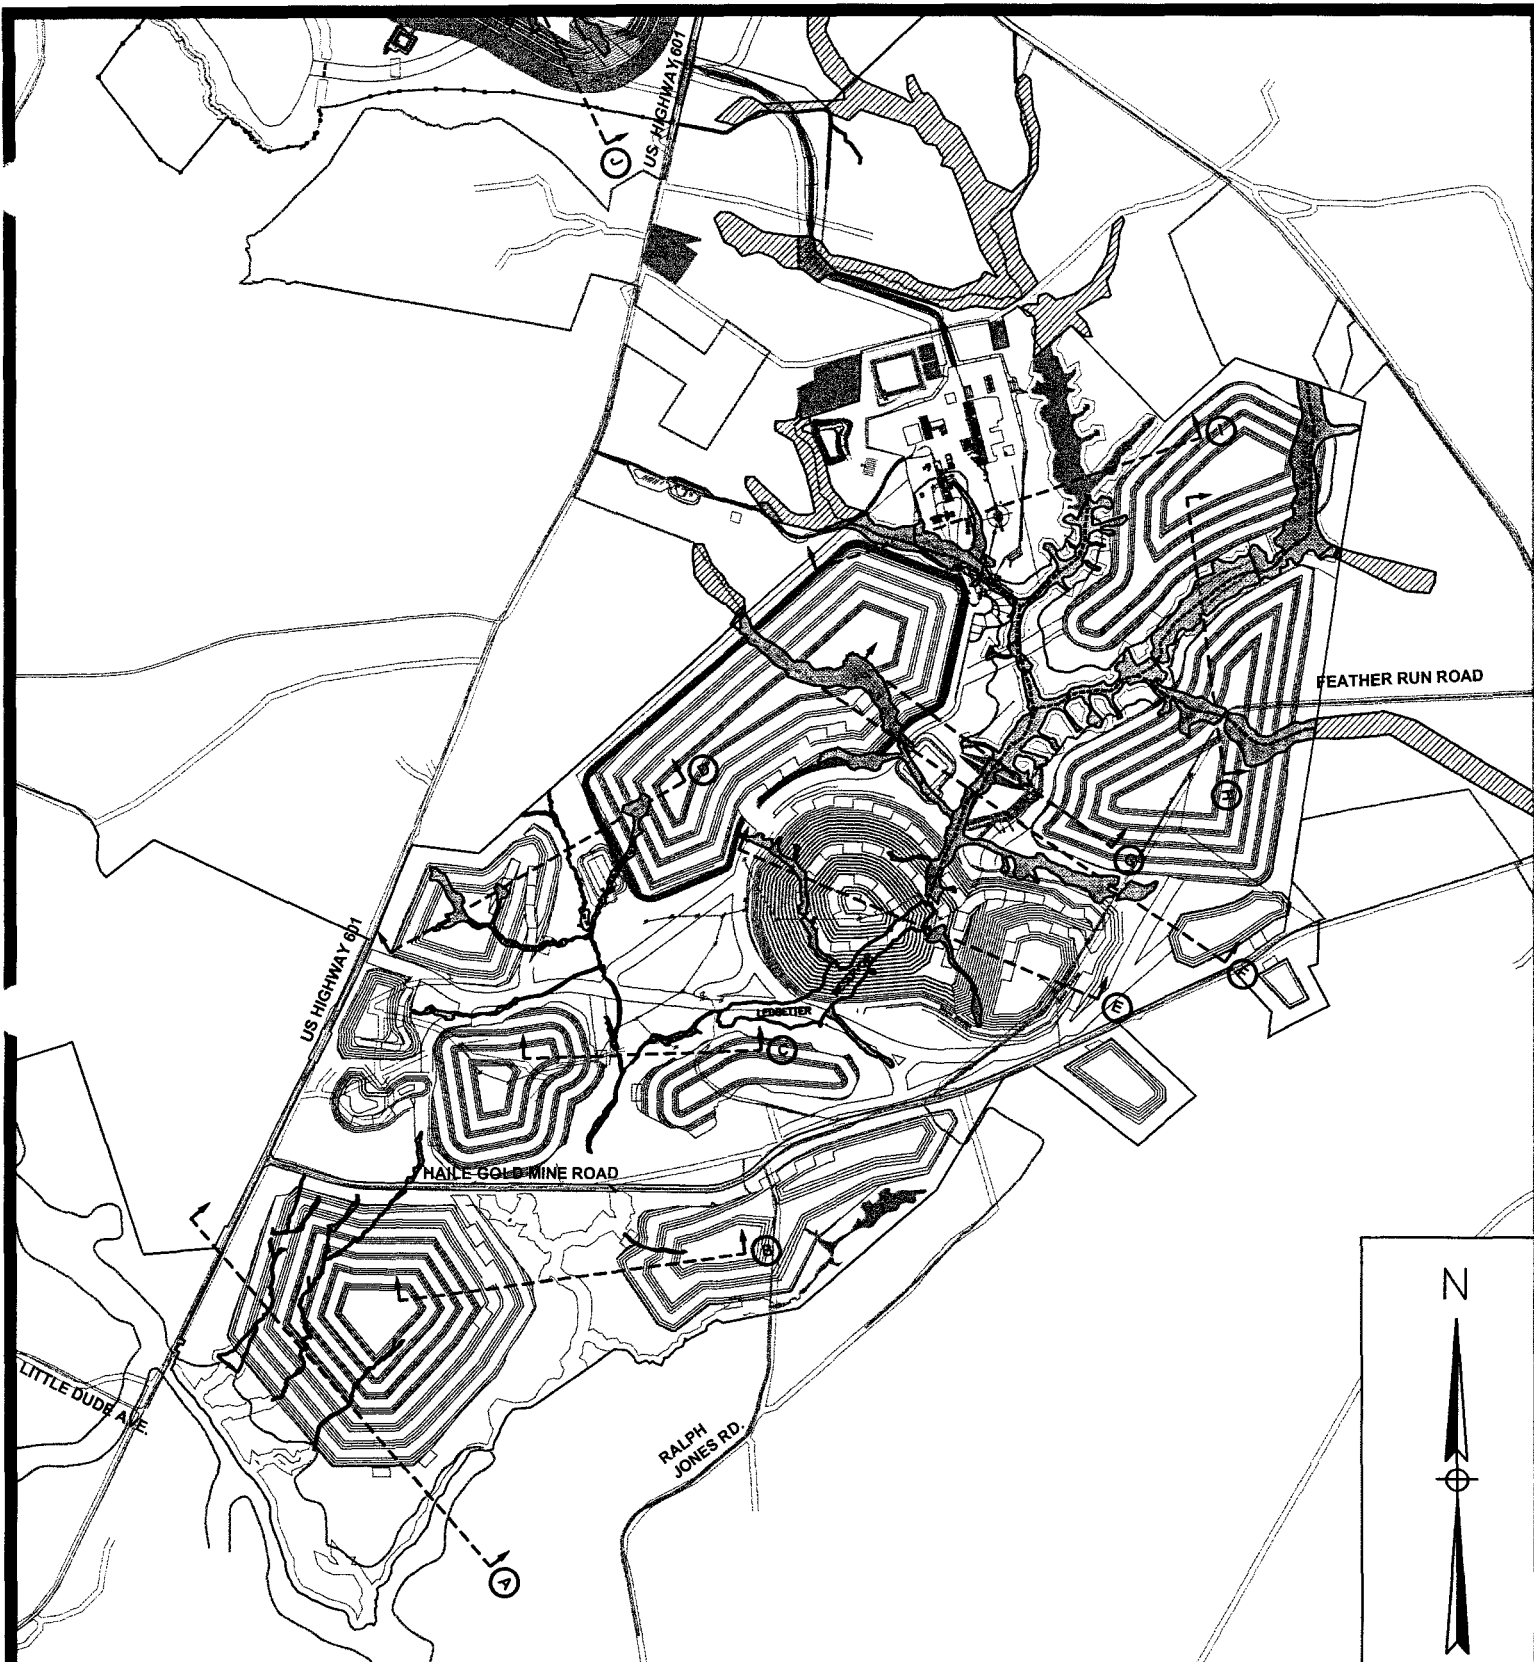 US HIGHWAY 601
J
I
FEATHER RUN ROAD
D
H
G
US HIGHWAY 601
E
LEDBETTER
C
HAILE GOLD MINE ROAD
B
N
LITTLE DUDE AVE.
RALPH
JONES RD.
A